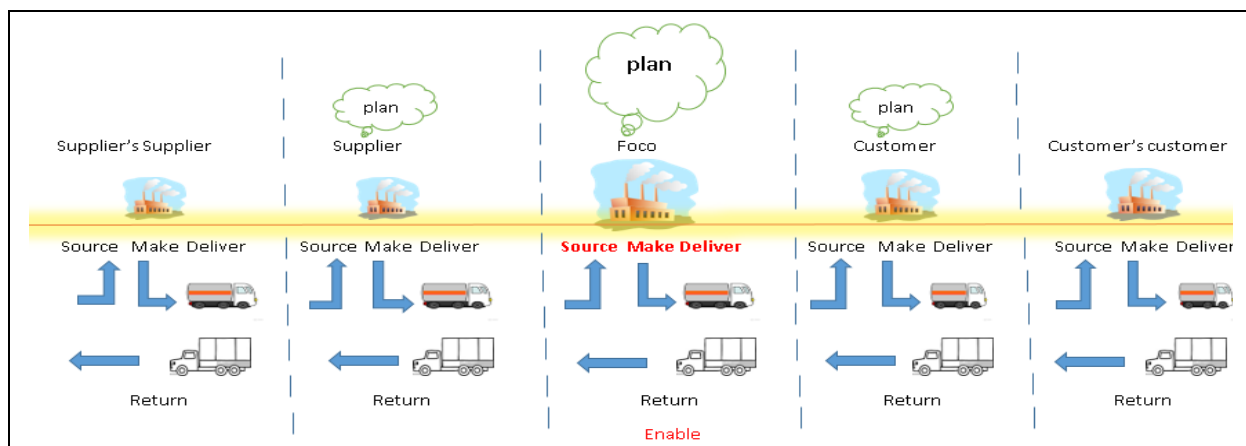 plan
plan
plan
Supplier's Supplier
Supplier
Foco
Customer
Customer's customer
Source Make Deliver
Source Make Deliver
Source Make Deliver
Source Make Deliver
Source Make Deliver
Return
Return
Return
Return
Return
Enable